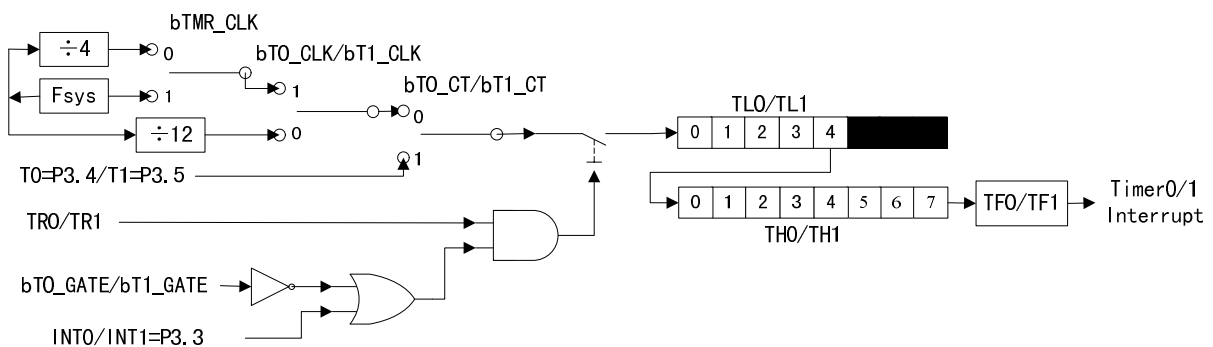 bTMR_CLK
÷4
0
bT0_CLK/bT1_CLK
Fsys
1
1
bT0_CT/bT1_CT
0
÷12
0
1
TL0/TL1
0 1 2 3 4
T0=P3.4/T1=P3.5
TR0/TR1
0 1 2 3 4 5 6 7
TH0/TH1
TF0/TF1
Timer0/1
Interrupt
bT0_GATE/bT1_GATE
INT0/INT1=P3.3